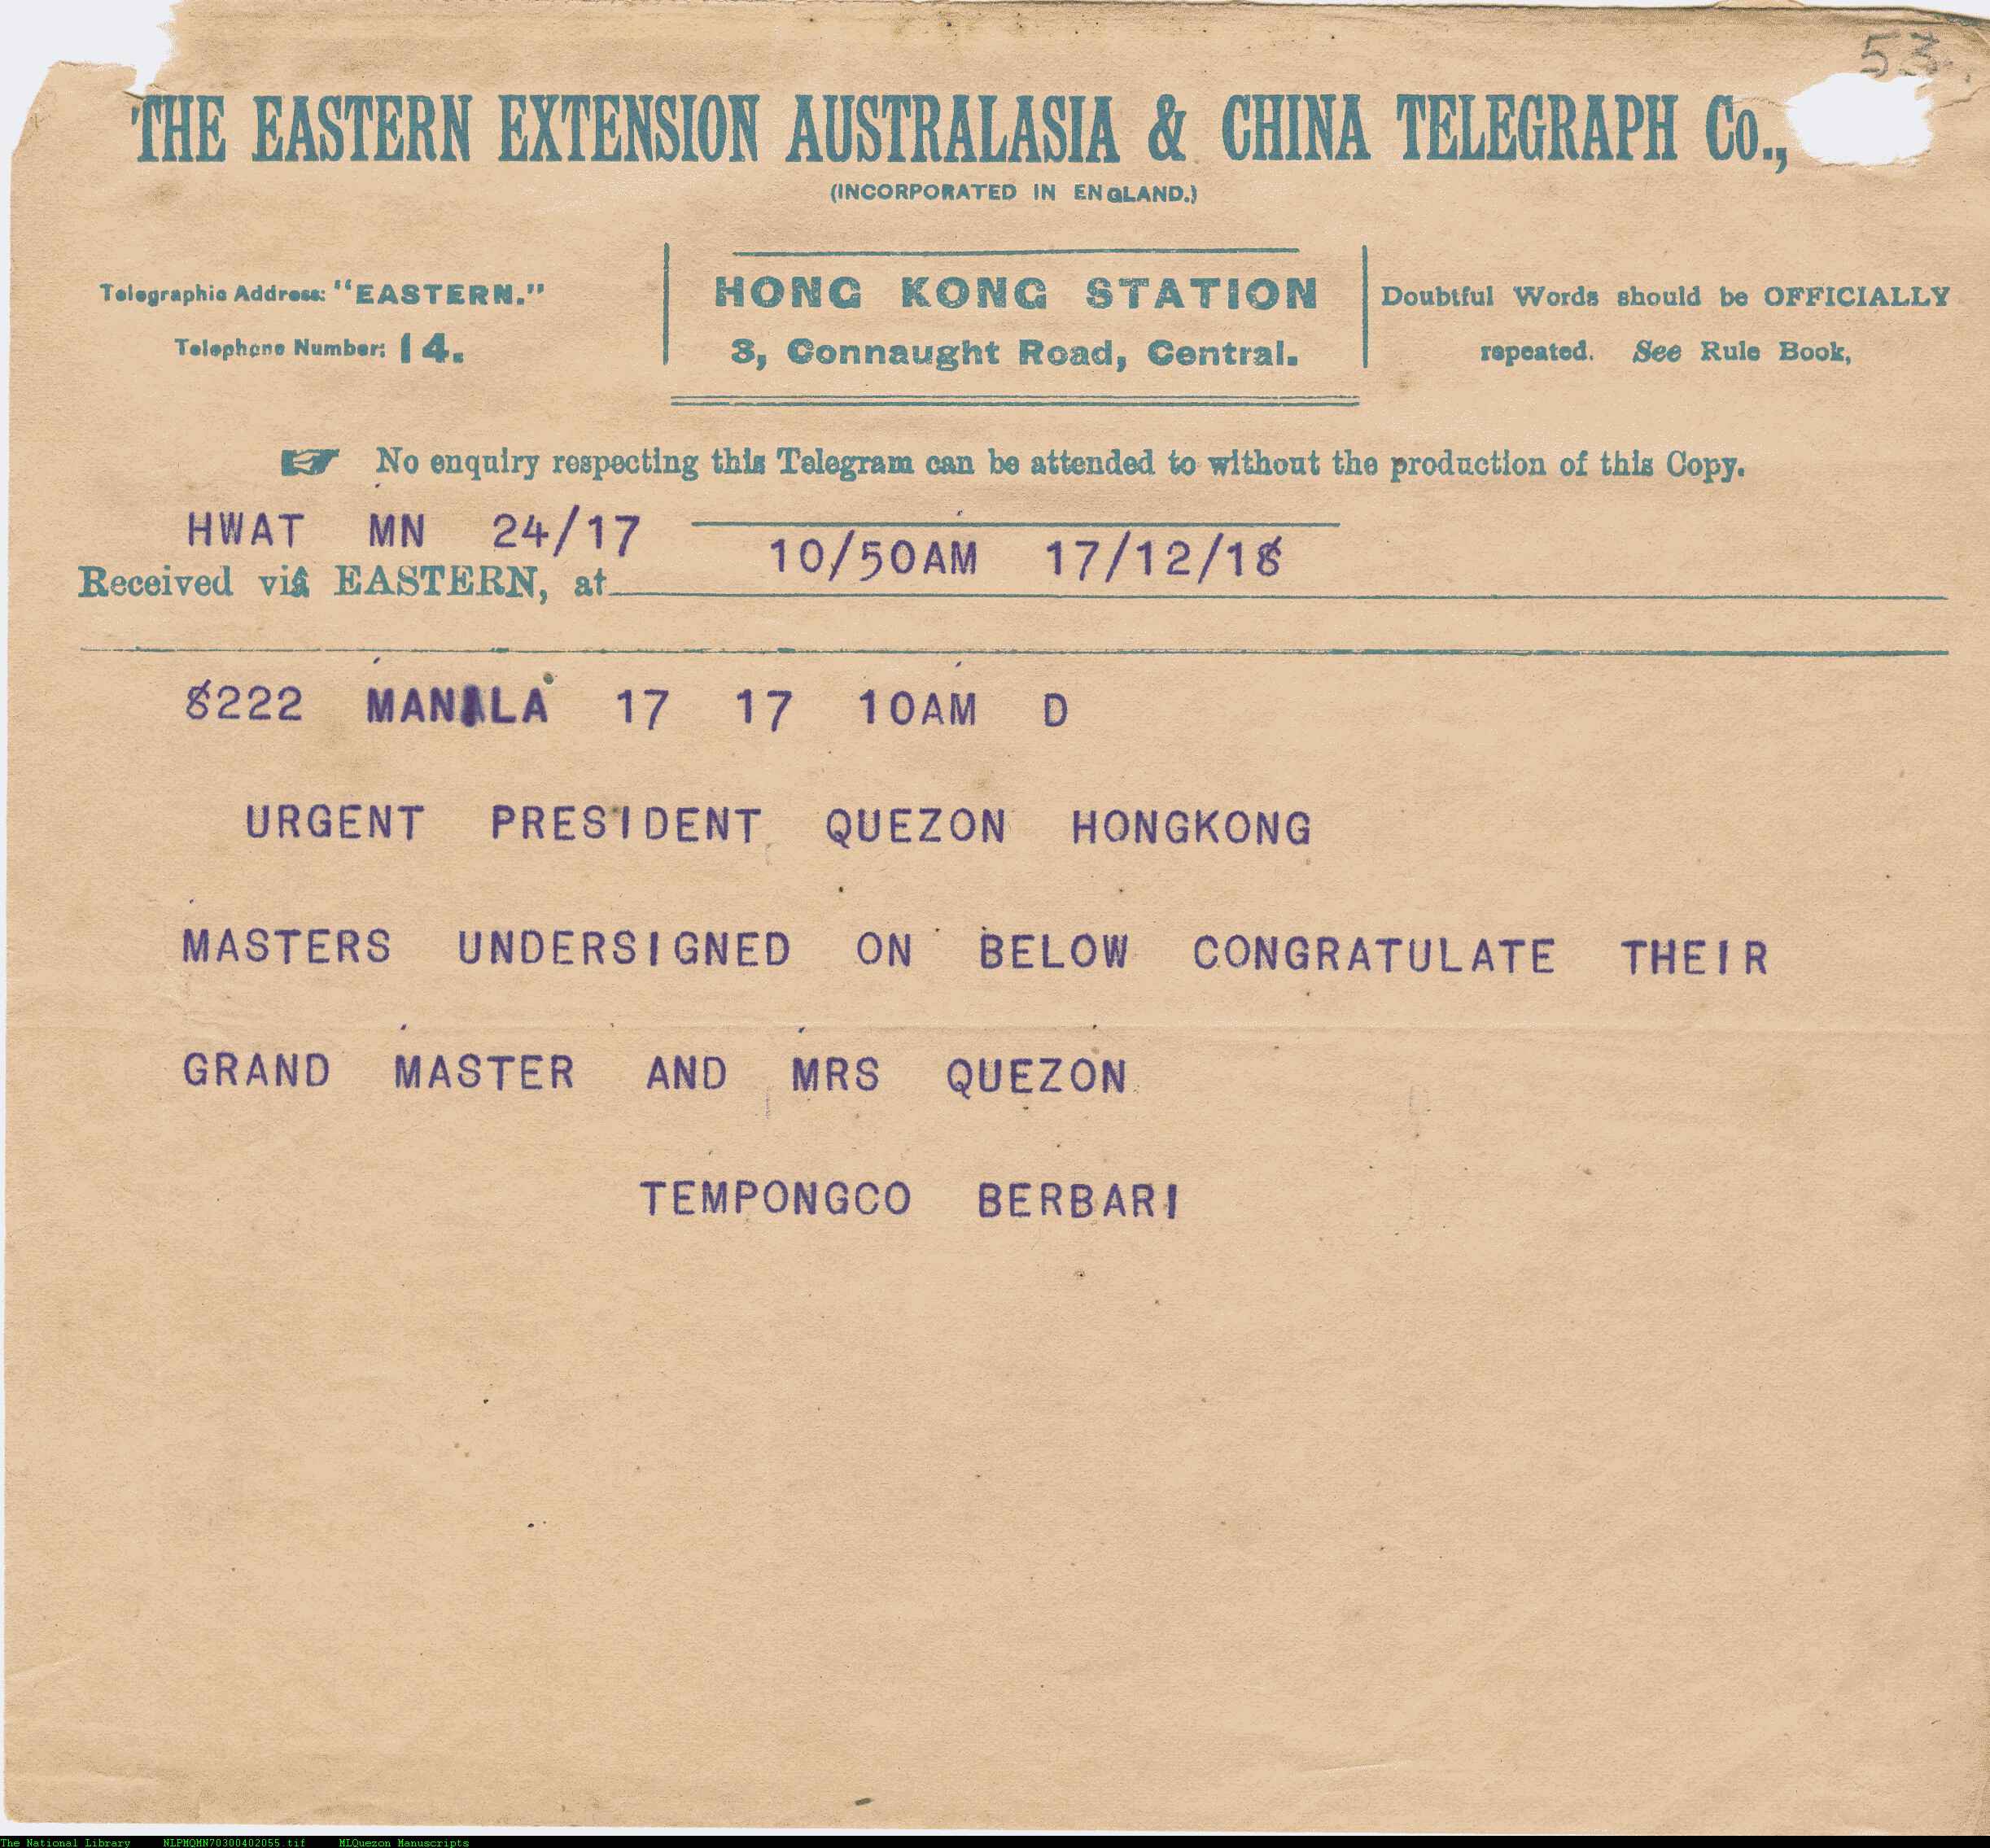 53
THE EASTERN EXTENSION AUSTRALASIA & CHINA TELEGRAPH Co.,
(INCORPORATED IN ENGLAND.)
Telegraphic Address: "EASTERN."
Telephone Number: 14.
HONG KONG STATION
3, Connaught Road, Central.
Doubtful Words should be OFFICIALLY
repeated. See Rule Book,
No enquiry respecting this Telegram can be attended to without the production of this Copy.
HWAT MN 24/17
Received viâ EASTERN, at 10/50AM 17/12/18
MANILA 17 17 10AM D
URGENT PRESIDENT QUEZON HONGKONG
MASTERS UNDERSIGNED ON BELOW CONGRATULATE THEIR
GRAND MASTER AND MRS QUEZON
TEMPONGCO BERBARI
The National Library NLPMQMN70300402055.tif MLQuezon Manuscripts